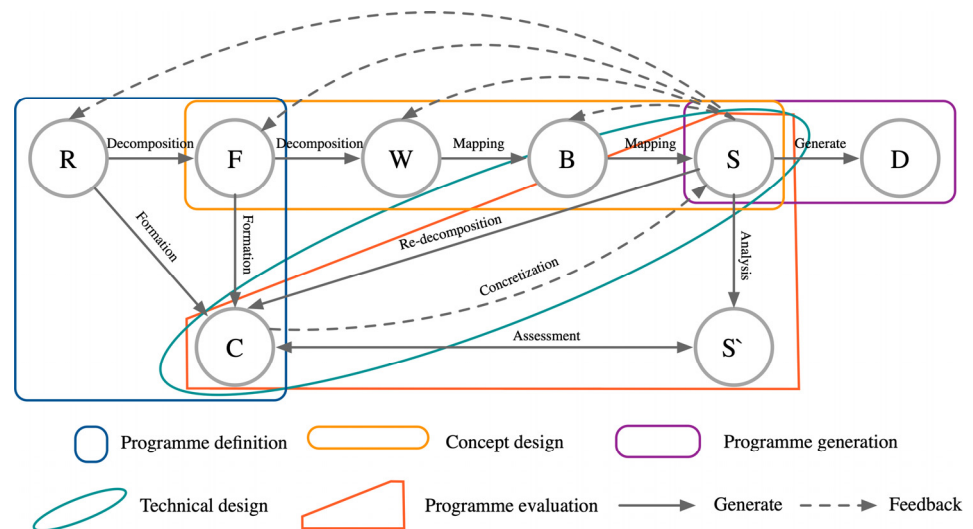 R
Decomposition
F
Decomposition
W
Mapping
B
Mapping
S
Generate
D
Formation
Formation
Re-decomposition
Concretization
Analysis
C
Assessment
S`
Programme definition
Concept design
Programme generation
Technical design
Programme evaluation
Generate
Feedback